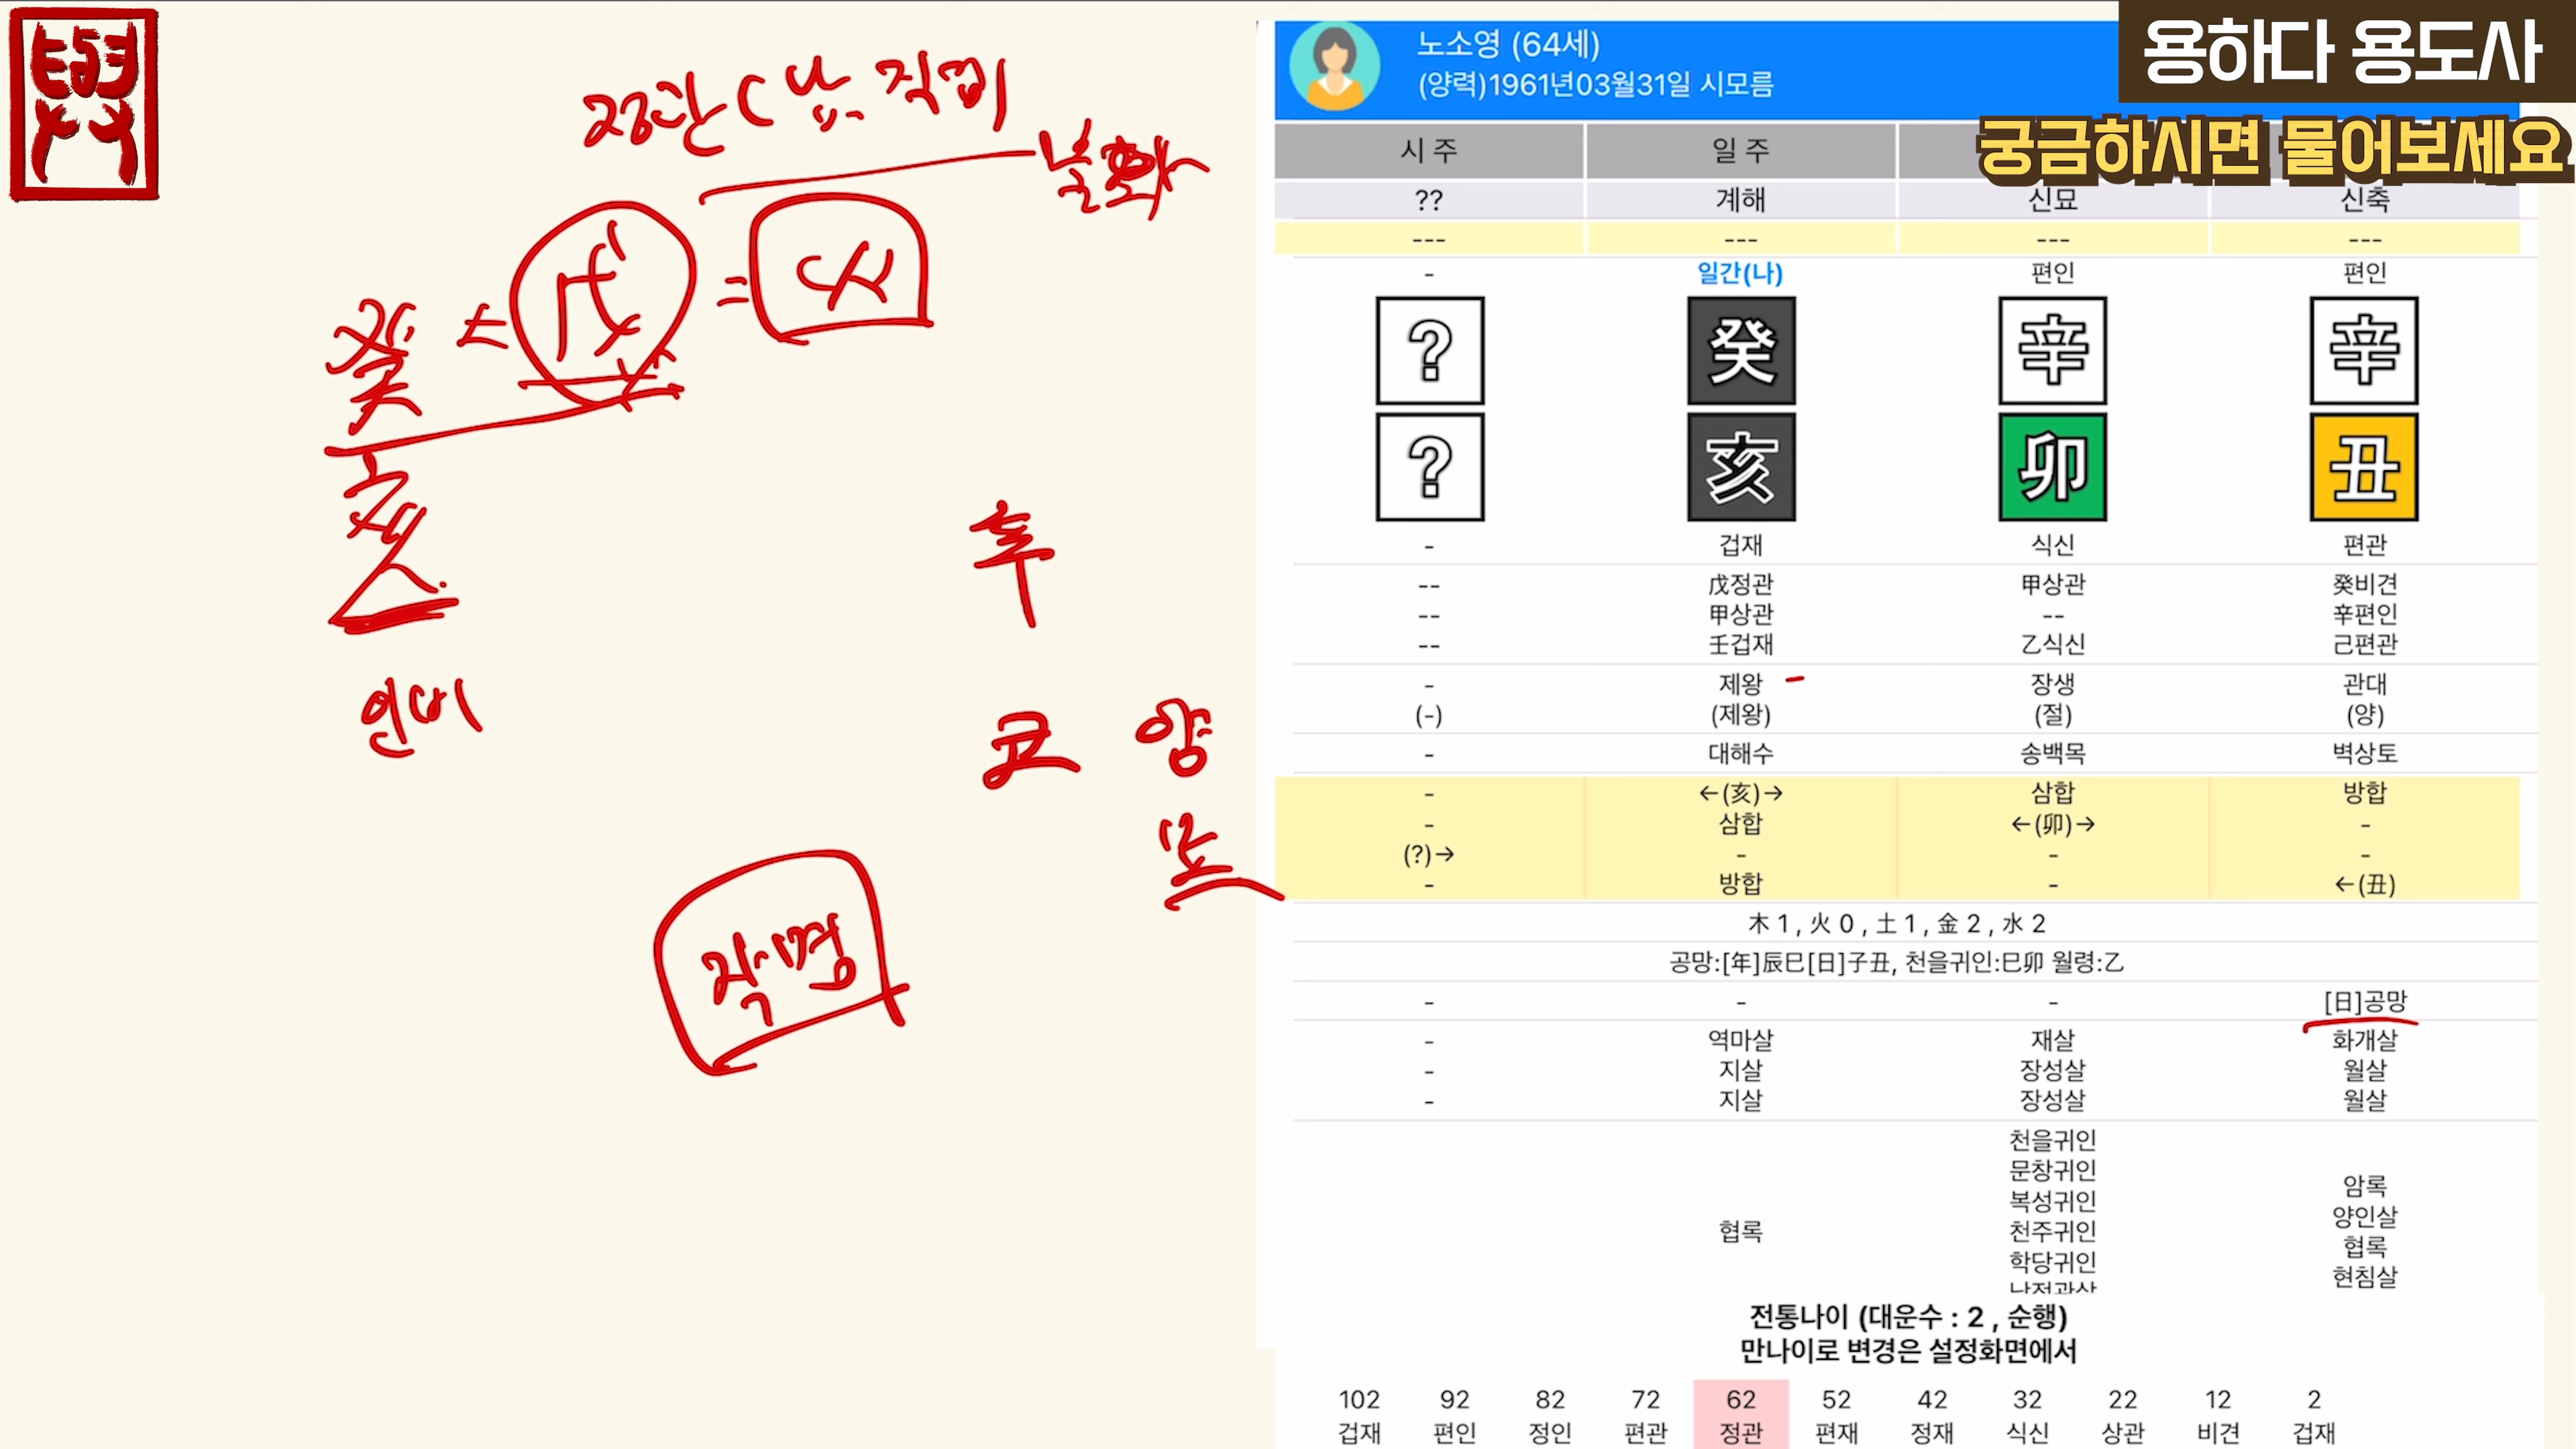 용하다 용도사
궁금하시면 물어보세요
노소영 (64세)
(양력)1961년03월31일 시모름
시 주 일 주
?? 계해 신묘 신축
--- --- --- ---
- 일간(나) 편인 편인
? 癸 辛 辛
? 亥 卯 丑
- 겁재 식신 편관
-- 戊정관 甲상관 癸비견
-- 甲상관 -- 辛편인
-- 壬겁재 乙식신 己편관
- 제왕 장생 관대
(-) (제왕) (절) (양)
- 대해수 송백목 벽상토
- ←(亥)→ 삼합 방합
- 삼합 ←(卯)→ -
(?)→ - - -
- 방합 - ←(丑)
木 1 , 火 0 , 土 1 , 金 2 , 水 2
공망:[年]辰巳[日]子丑, 천을귀인:巳卯 월령:乙
- - - [日]공망
- 역마살 재살 화개살
- 지살 장성살 월살
- 지살 장성살 월살
협록
천을귀인
문창귀인
복성귀인
천주귀인
학당귀인
암록
양인살
협록
현침살
전통나이 (대운수 : 2 , 순행)
만나이로 변경은 설정화면에서
102 92 82 72 62 52 42 32 22 12 2
겁재 편인 정인 편관 정관 편재 정재 식신 상관 비견 겁재
정관
불화
癸 + 戊 = 火
亥
辛
丑 양
묘
작명